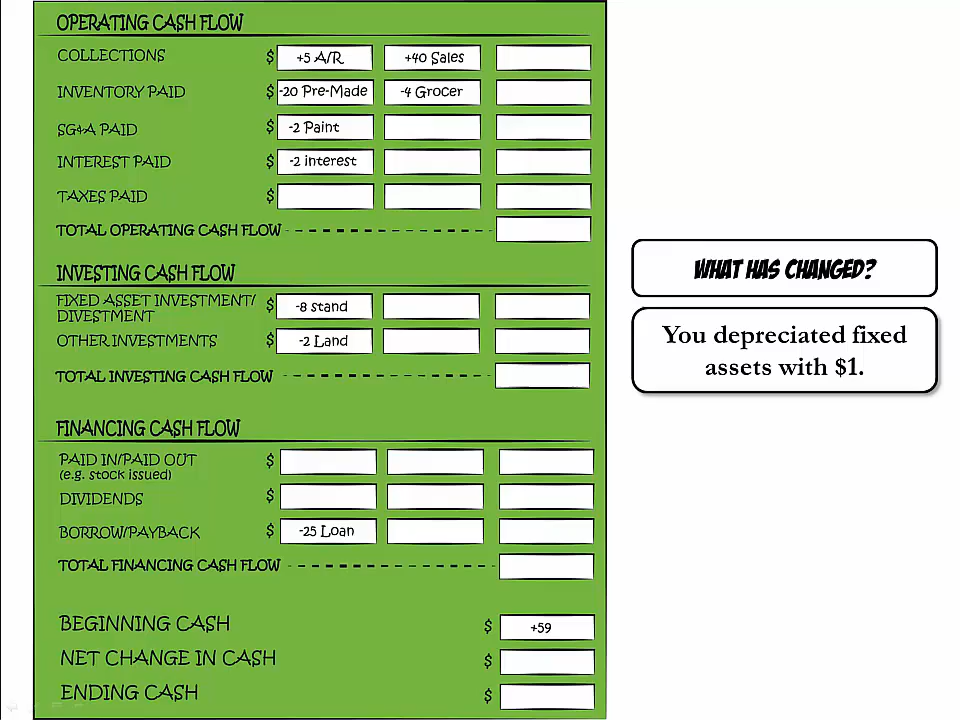 OPERATING CASH FLOW
COLLECTIONS $ +5 A/R +40 Sales
INVENTORY PAID $ -20 Pre-Made -4 Grocer
SG&A PAID $ -2 Paint
INTEREST PAID $ -2 interest
TAXES PAID $
TOTAL OPERATING CASH FLOW
INVESTING CASH FLOW
FIXED ASSET INVESTMENT/
DIVESTMENT $ -8 stand
OTHER INVESTMENTS $ -2 Land
TOTAL INVESTING CASH FLOW
FINANCING CASH FLOW
PAID IN/PAID OUT $
(e.g. stock issued)
DIVIDENDS $
BORROW/PAYBACK $ -25 Loan
TOTAL FINANCING CASH FLOW
BEGINNING CASH $ +59
NET CHANGE IN CASH $
ENDING CASH $
WHAT HAS CHANGED?
You depreciated fixed
assets with $1.